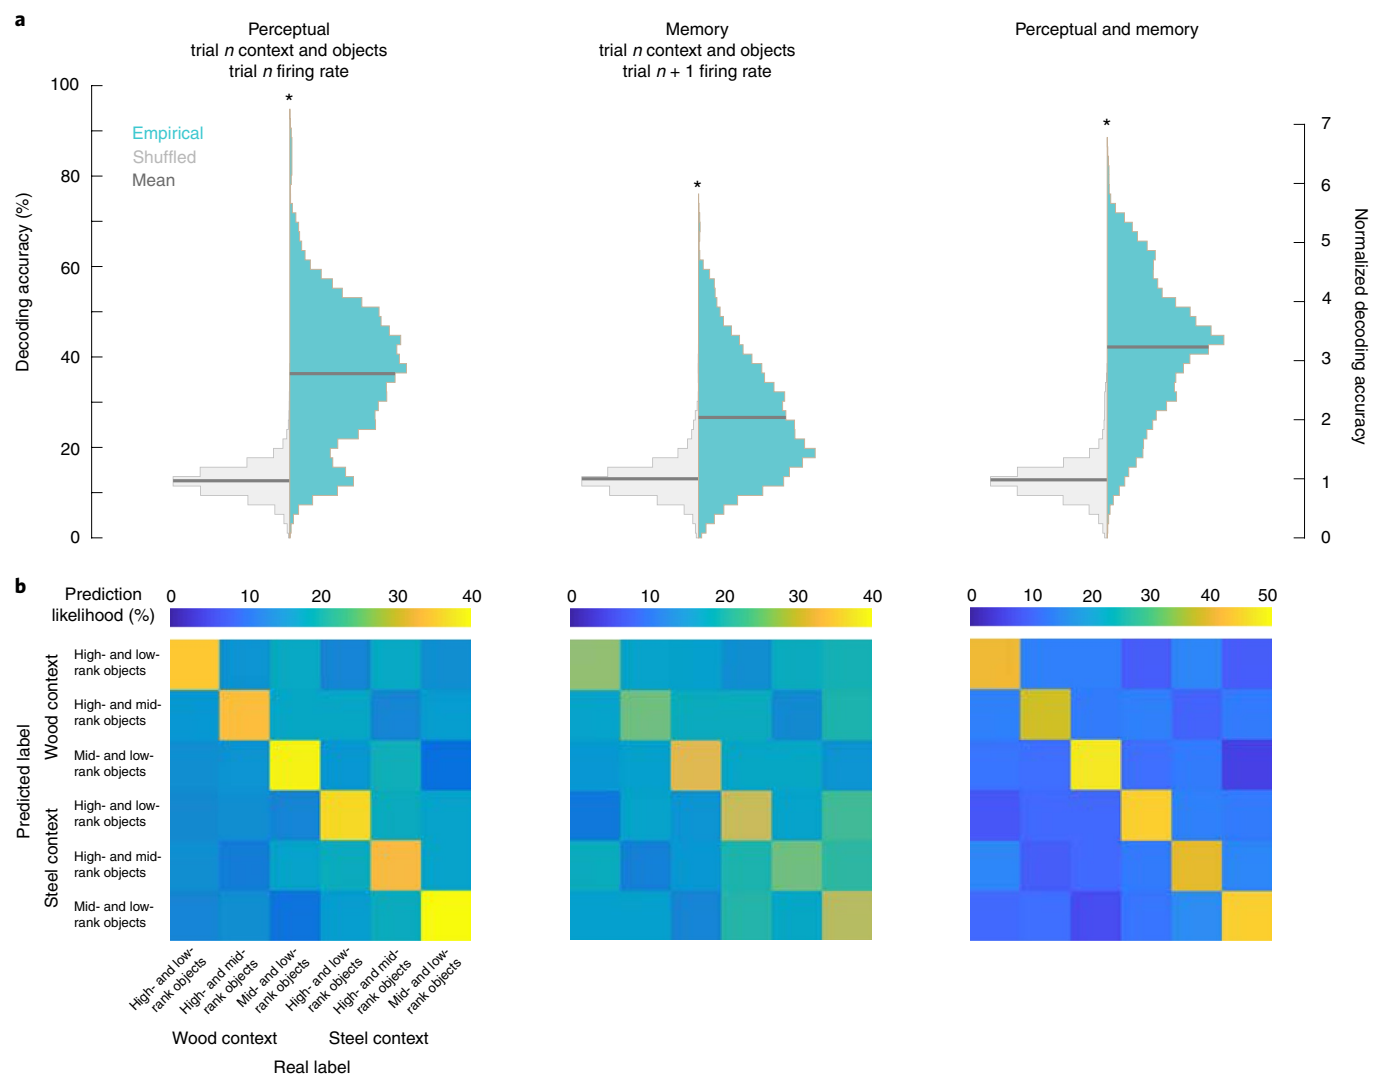 a
Perceptual
trial n context and objects
trial n firing rate
Memory
trial n context and objects
trial n + 1 firing rate
Perceptual and memory
Decoding accuracy (%)
100
80
60
40
20
0
*
*
*
Empirical
Shuffled
Mean
7
6
5
4
3
2
1
0
Normalized decoding accuracy
b
Prediction
likelihood (%)
0 10 20 30 40
0 10 20 30 40
0 10 20 30 40 50
Predicted label
Wood context
High- and low-
rank objects
High- and mid-
rank objects
Mid- and low-
rank objects
Steel context
High- and low-
rank objects
High- and mid-
rank objects
Mid- and low-
rank objects
High- and low-
rank objects
High- and mid-
rank objects
Mid- and low-
rank objects
High- and low-
rank objects
High- and mid-
rank objects
Mid- and low-
rank objects
Wood context
Steel context
Real label